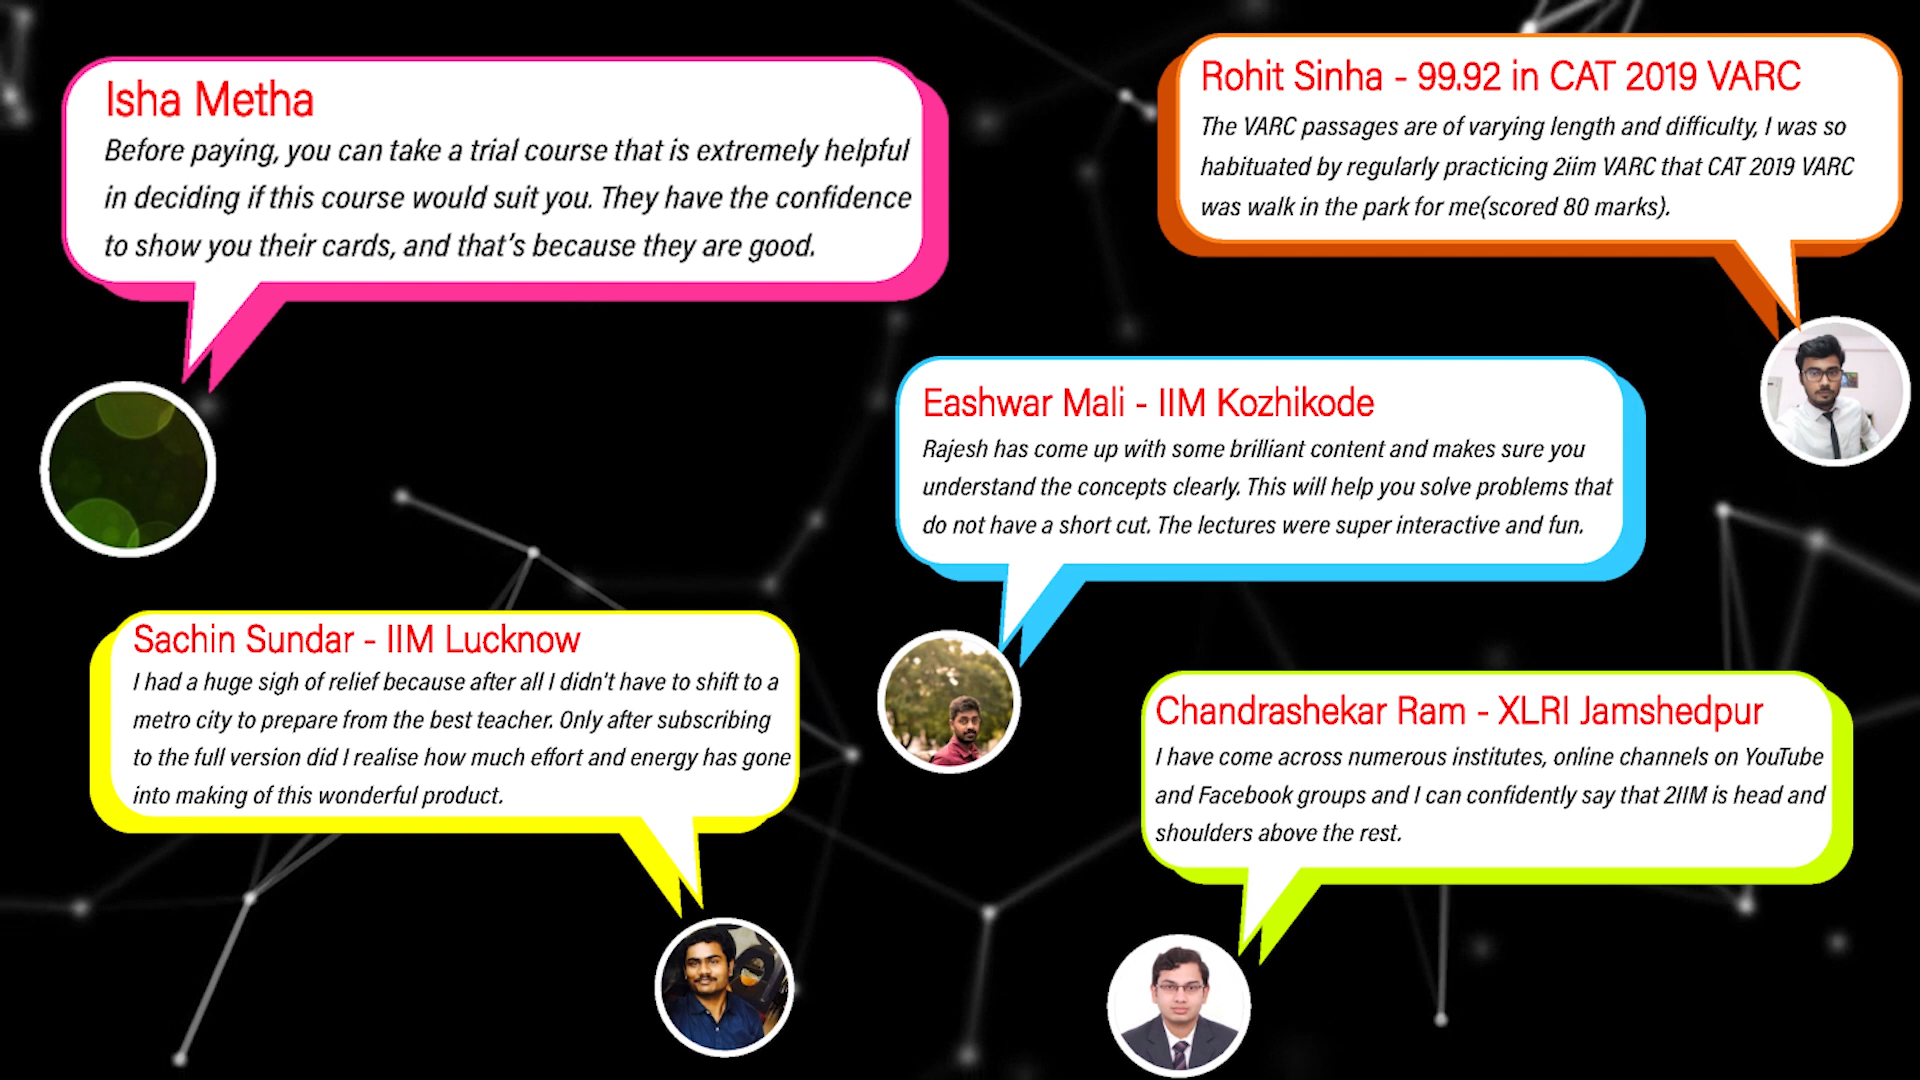 Isha Metha
Before paying, you can take a trial course that is extremely helpful
in deciding if this course would suit you. They have the confidence
to show you their cards, and that's because they are good.
Rohit Sinha - 99.92 in CAT 2019 VARC
The VARC passages are of varying length and difficulty, I was so
habituated by regularly practicing 2iim VARC that CAT 2019 VARC
was walk in the park for me(scored 80 marks).
Eashwar Mali - IIM Kozhikode
Rajesh has come up with some brilliant content and makes sure you
understand the concepts clearly. This will help you solve problems that
do not have a short cut. The lectures were super interactive and fun.
Sachin Sundar - IIM Lucknow
I had a huge sigh of relief because after all I didn't have to shift to a
metro city to prepare from the best teacher. Only after subscribing
to the full version did I realise how much effort and energy has gone
into making of this wonderful product.
Chandrashekar Ram - XLRI Jamshedpur
I have come across numerous institutes, online channels on YouTube
and Facebook groups and I can confidently say that 2IIM is head and
shoulders above the rest.